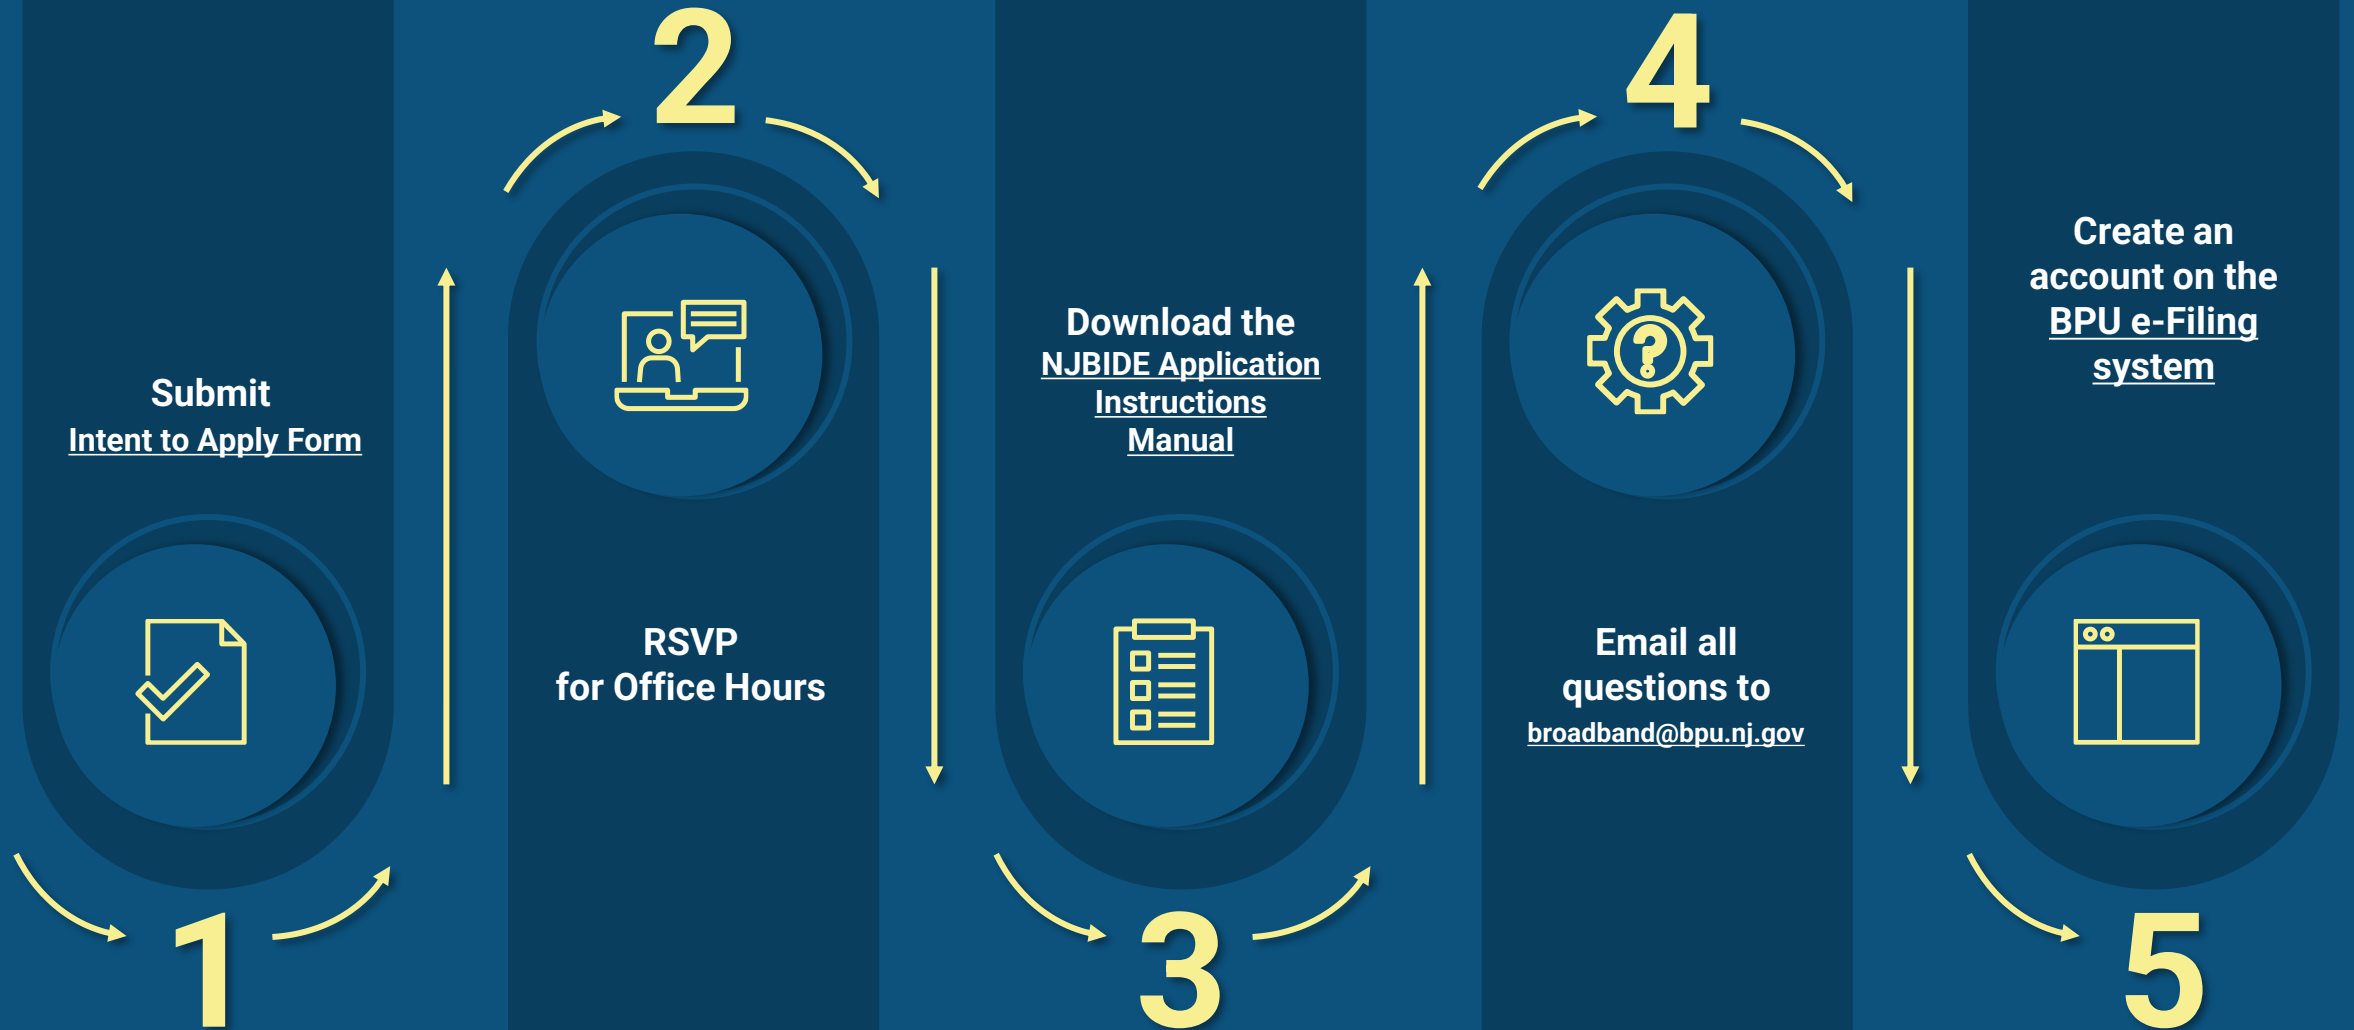 1
Submit
Intent to Apply Form
2
RSVP
for Office Hours
3
Download the
NJBIDE Application
Instructions
Manual
4
?
Email all
questions to
broadband@bpu.nj.gov
5
Create an
account on the
BPU e-Filing
system